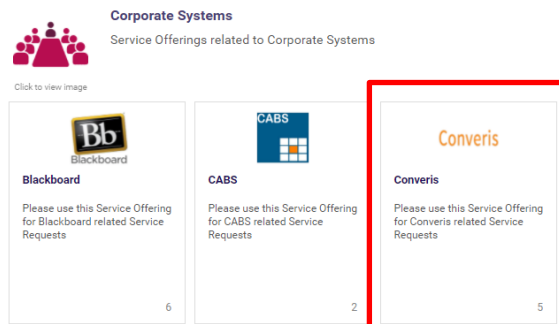 Corporate Systems
Service Offerings related to Corporate Systems
Click to view image
Bb
Blackboard
Blackboard
Please use this Service Offering
for Blackboard related Service
Requests
6
CABS
CABS
Please use this Service Offering
for CABS related Service
Requests
2
Converis
Converis
Please use this Service Offering
for Converis related Service
Requests
5